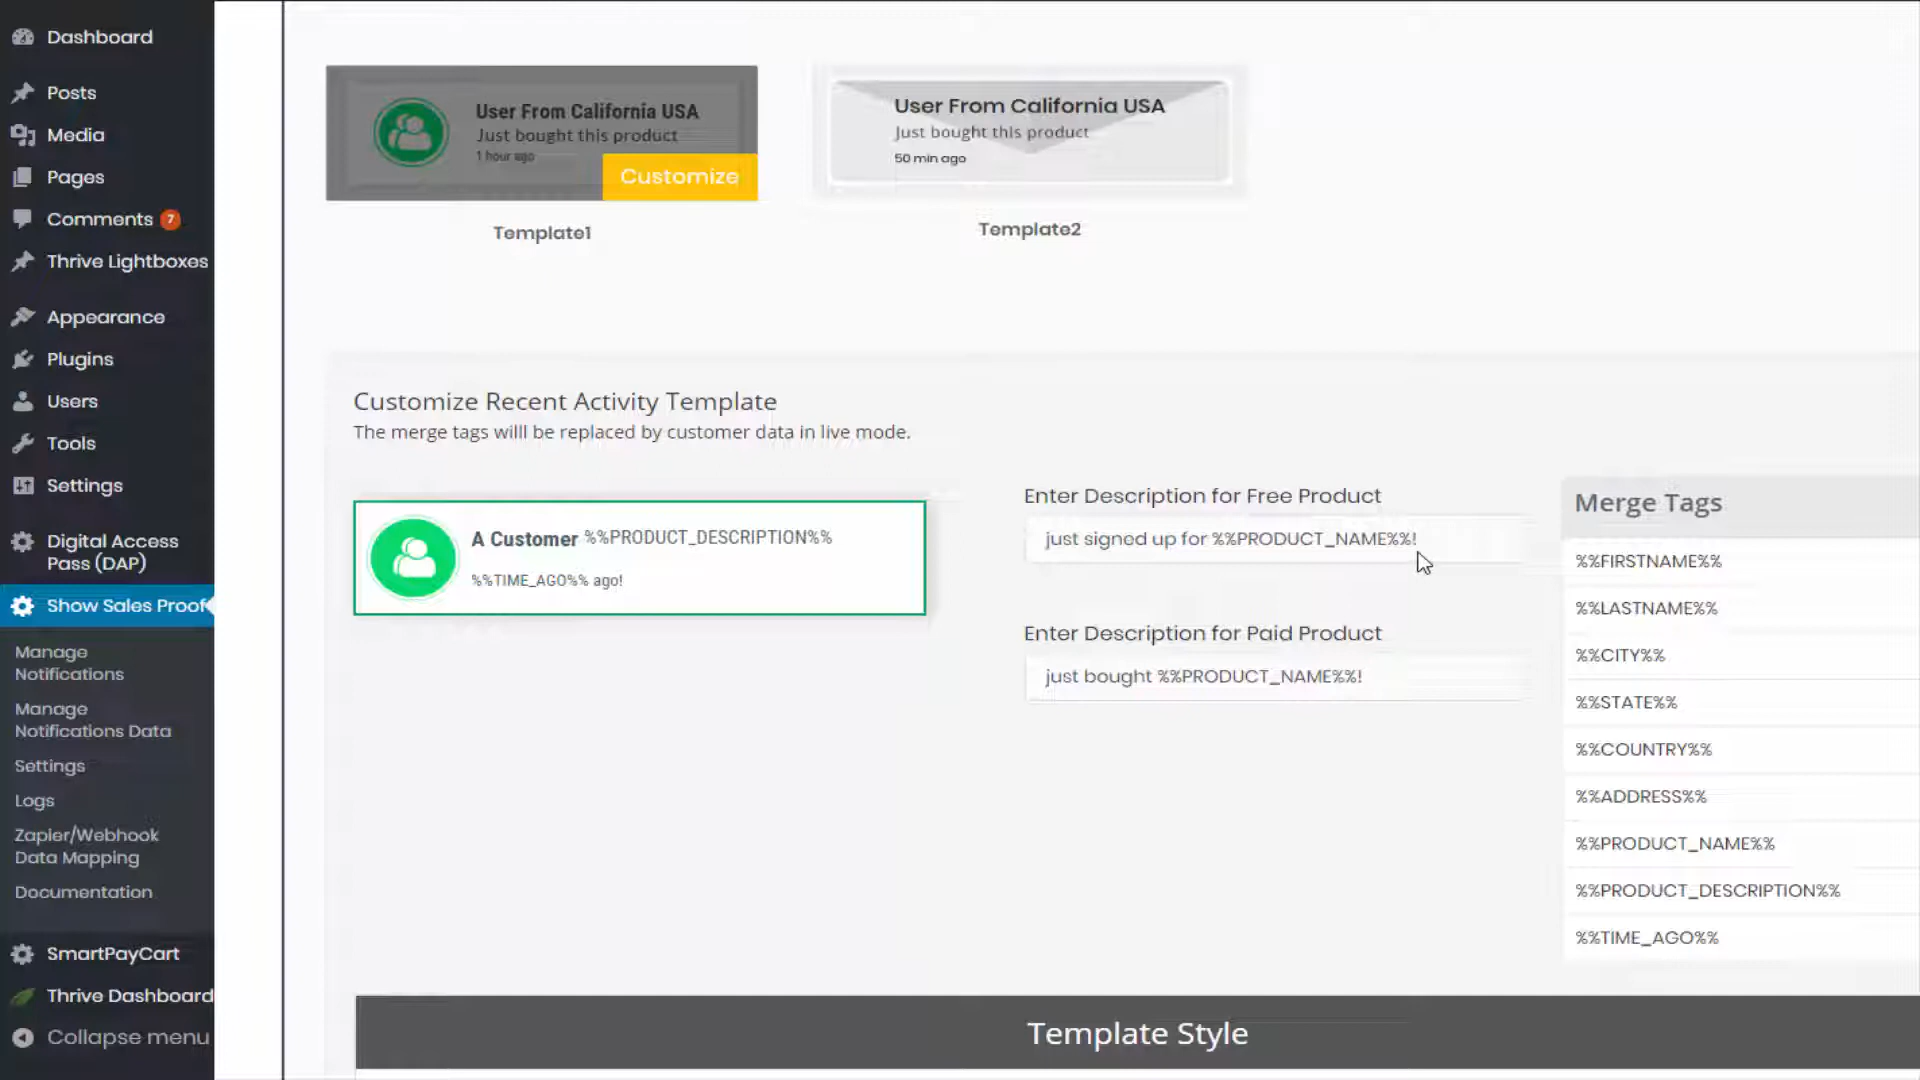 Dashboard
Posts
Media
Pages
Comments 7
Thrive Lightboxes
Appearance
Plugins
Users
Tools
Settings
Digital Access
Pass (DAP)
Show Sales Proof
Manage
Notifications
Manage
Notifications Data
Settings
Logs
Zapier/Webhook
Data Mapping
Documentation
SmartPayCart
Thrive Dashboard
Collapse menu
User From California USA
Just bought this product
1 hour ago
Customize
Template1
User From California USA
Just bought this product
50 min ago
Template2
Customize Recent Activity Template
The merge tags willl be replaced by customer data in live mode.
A Customer %%PRODUCT_DESCRIPTION%%
%%TIME_AGO%% ago!
Enter Description for Free Product
just signed up for %%PRODUCT_NAME%%!
Enter Description for Paid Product
just bought %%PRODUCT_NAME%%!
Merge Tags
%%FIRSTNAME%%
%%LASTNAME%%
%%CITY%%
%%STATE%%
%%COUNTRY%%
%%ADDRESS%%
%%PRODUCT_NAME%%
%%PRODUCT_DESCRIPTION%%
%%TIME_AGO%%
Template Style